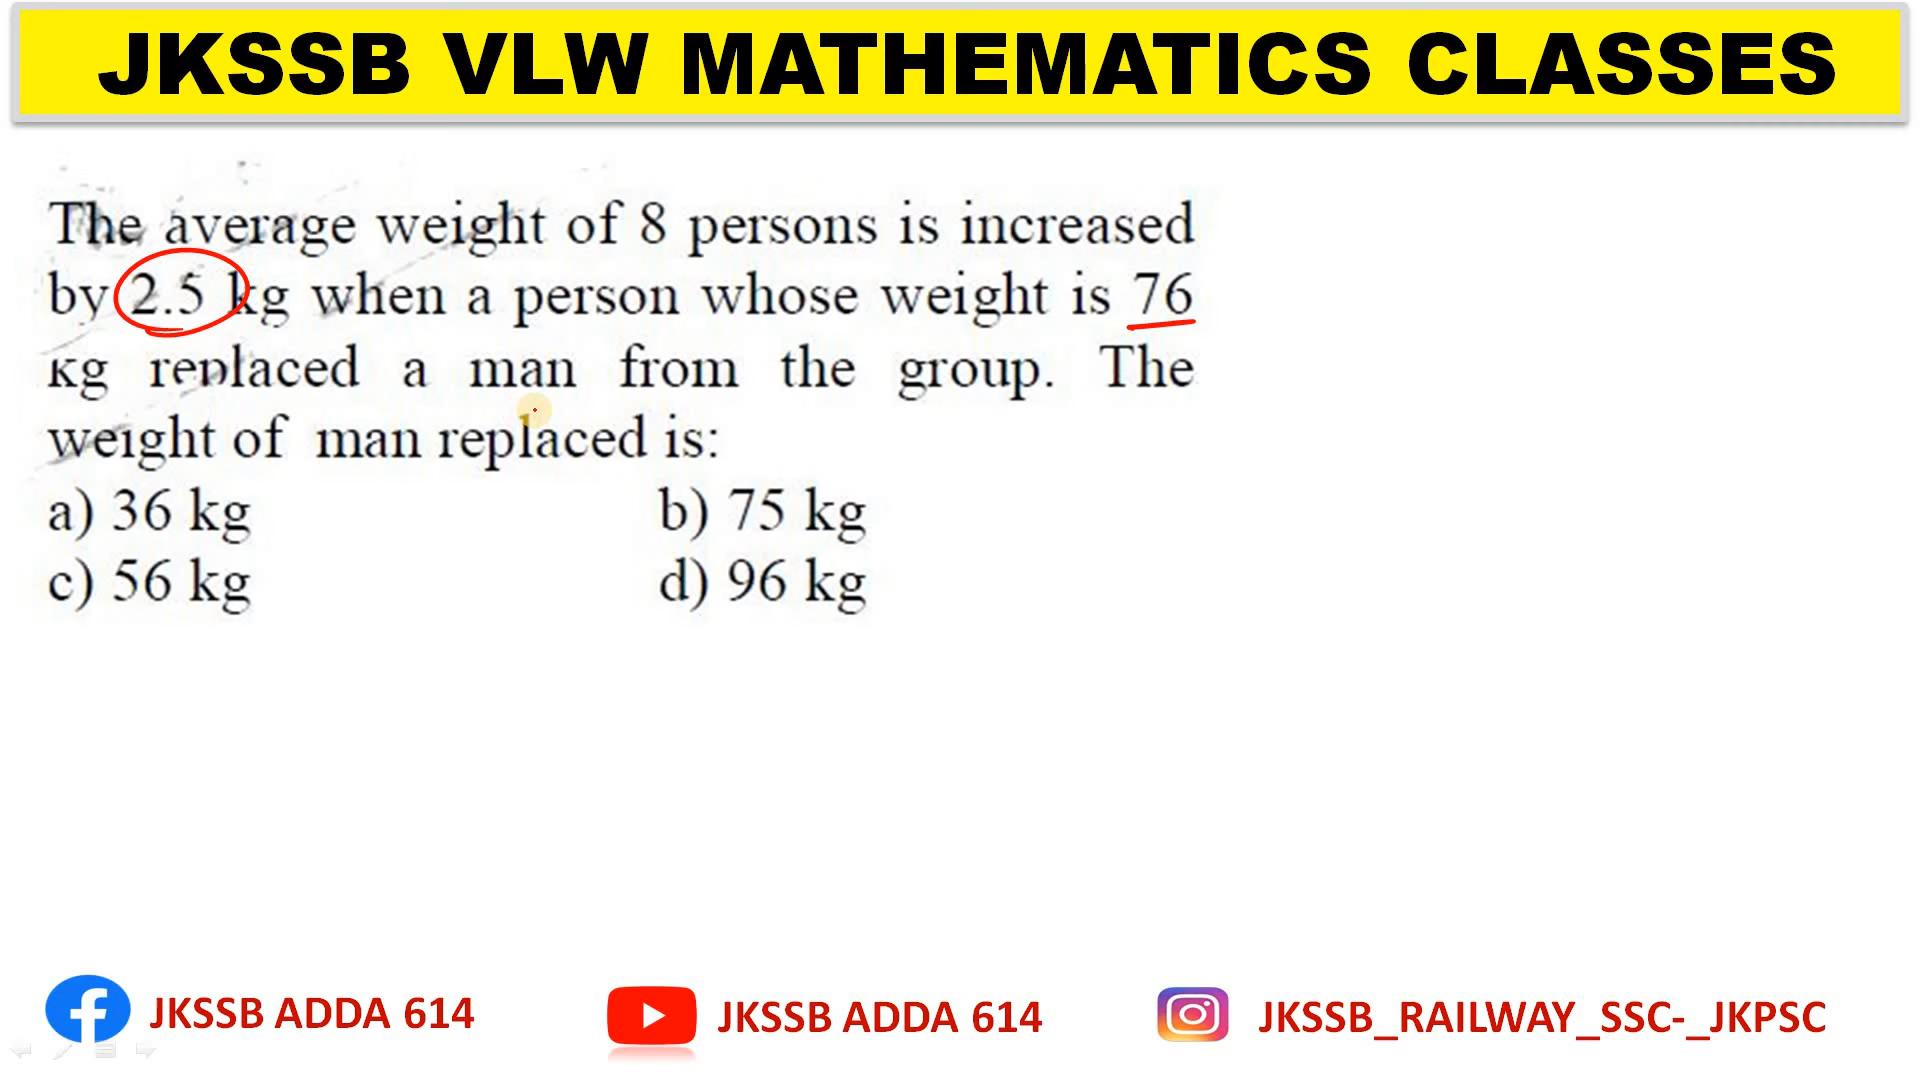 JKSSB VLW MATHEMATICS CLASSES
The average weight of 8 persons is increased
by 2.5 kg when a person whose weight is 76
kg replaced a man from the group. The
weight of man replaced is:
a) 36 kg b) 75 kg
c) 56 kg d) 96 kg
JKSSB ADDA 614 JKSSB ADDA 614 JKSSB_RAILWAY_SSC-_JKPSC